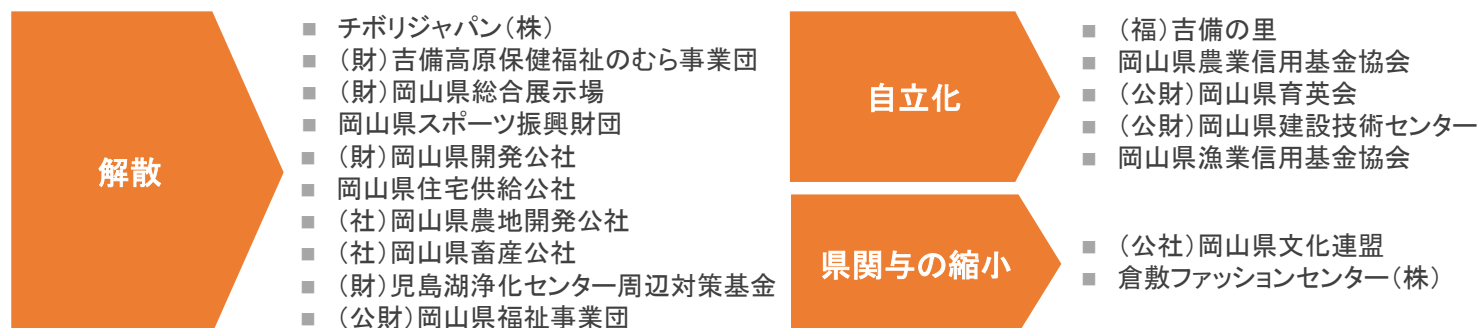 解散
■ チボリジャパン（株）
■ （財）吉備高原保健福祉のむら事業団
■ （財）岡山県総合展示場
■ 岡山県スポーツ振興財団
■ （財）岡山県開発公社
■ 岡山県住宅供給公社
■ （社）岡山県農地開発公社
■ （社）岡山県畜産公社
■ （財）児島湖浄化センター周辺対策基金
■ （公財）岡山県福祉事業団
自立化
■ （福）吉備の里
■ 岡山県農業信用基金協会
■ （公財）岡山県育英会
■ （公財）岡山県建設技術センター
■ 岡山県漁業信用基金協会
県関与の縮小
■ （公社）岡山県文化連盟
■ 倉敷ファッションセンター（株）